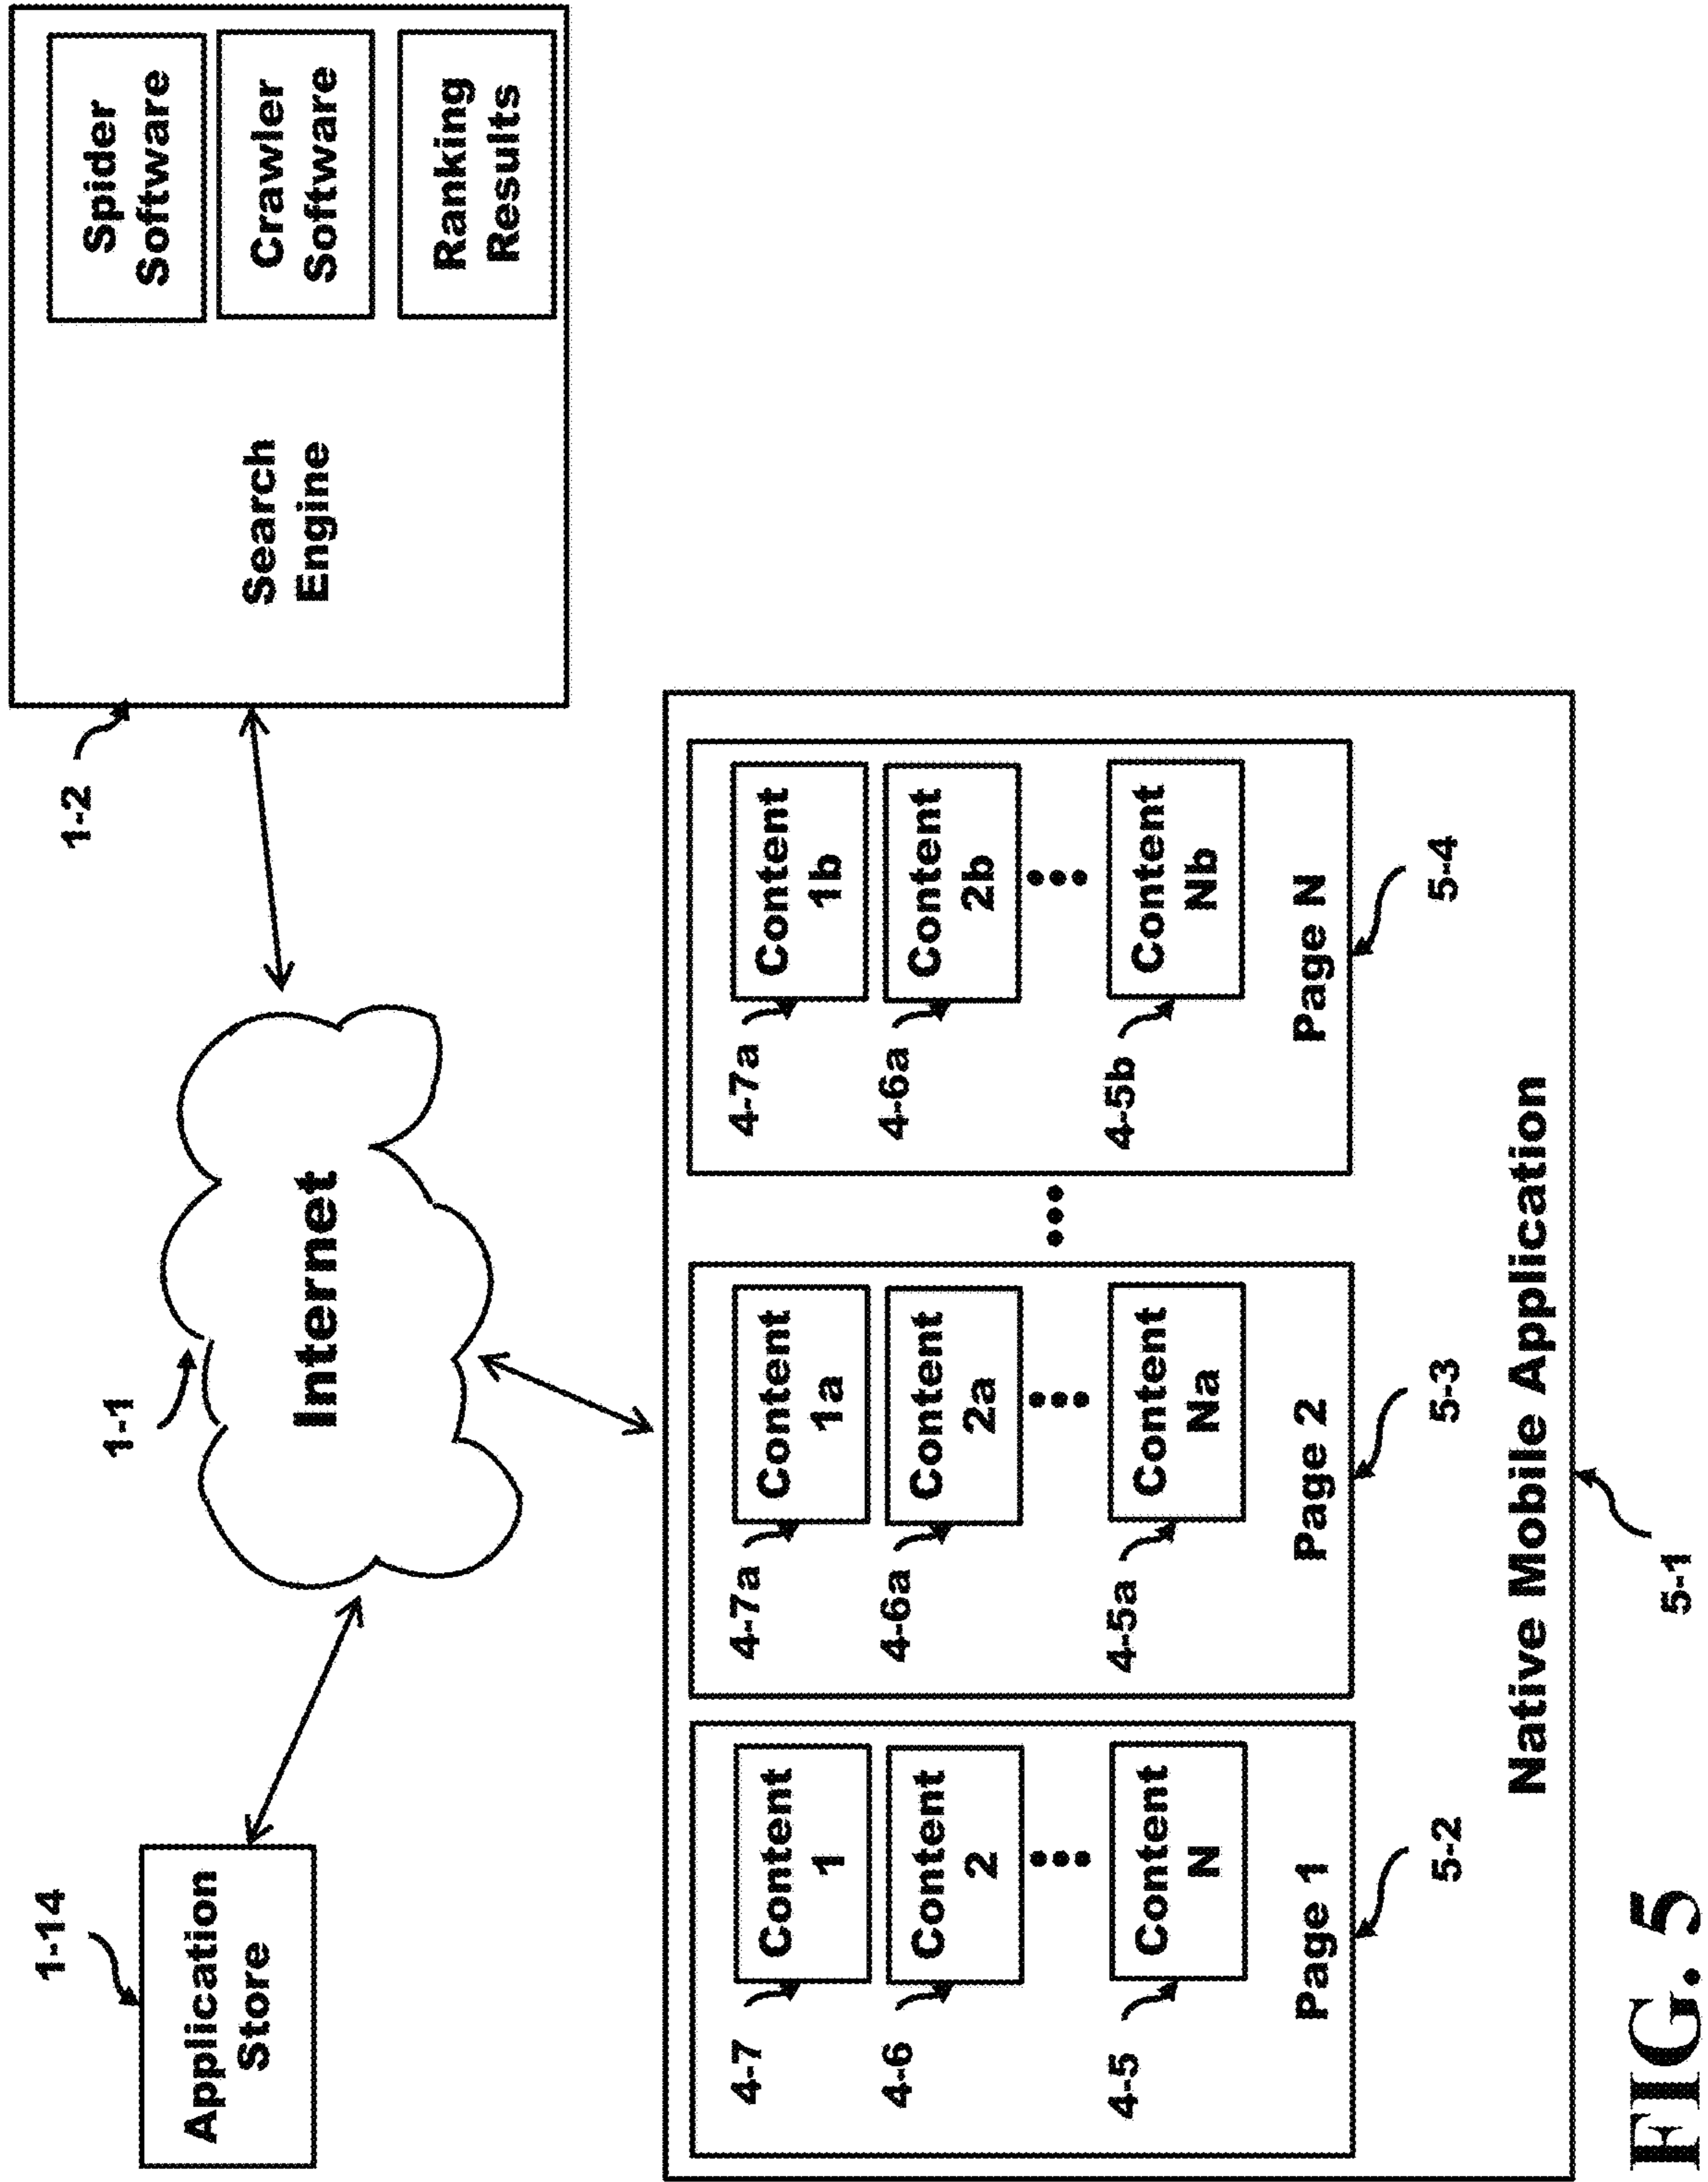 1-14
Application
Store
1-1
Internet
1-2
Search
Engine
Spider
Software
Crawler
Software
Ranking
Results
4-7
Content
1
4-6
Content
2
4-5
Content
N
Page 1
5-2
4-7a
Content
1a
4-6a
Content
2a
4-5a
Content
Na
Page 2
5-3
4-7a
Content
1b
4-6a
Content
2b
4-5b
Content
Nb
Page N
5-4
Native Mobile Application
5-1
FIG. 5